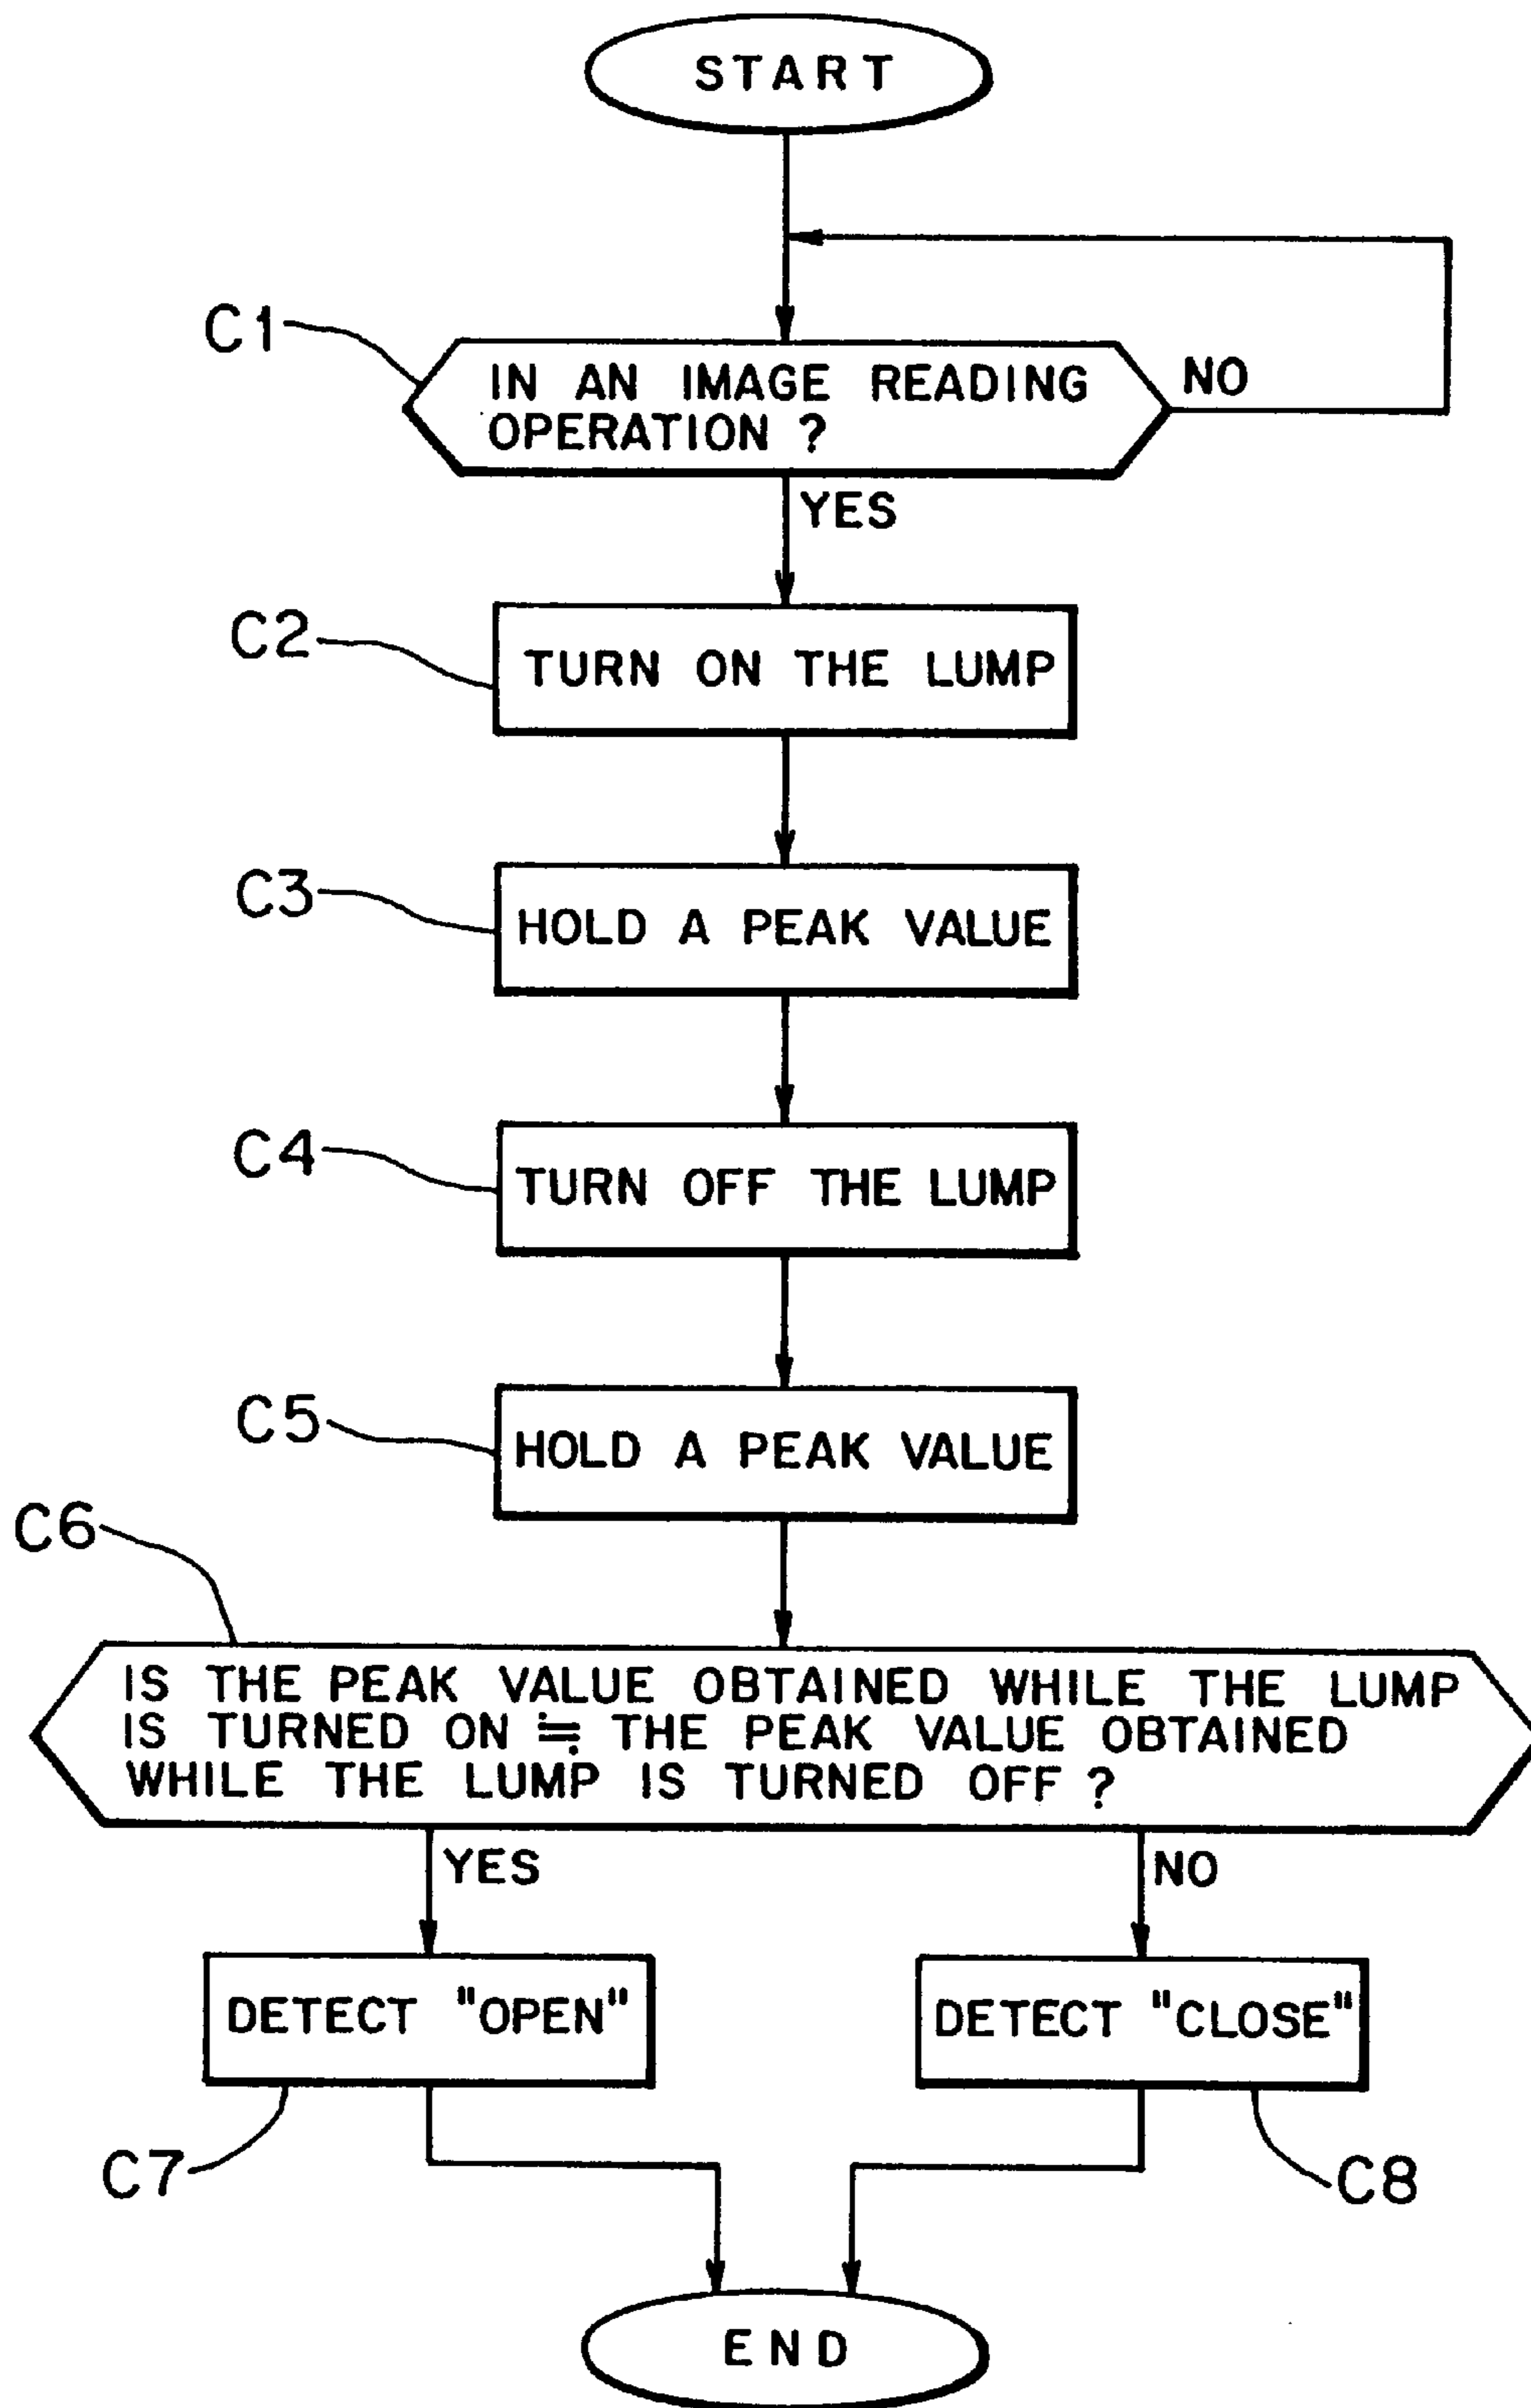 START
C1
IN AN IMAGE READING
OPERATION ?
NO
YES
C2
TURN ON THE LUMP
C3
HOLD A PEAK VALUE
C4
TURN OFF THE LUMP
C5
HOLD A PEAK VALUE
C6
IS THE PEAK VALUE OBTAINED WHILE THE LUMP
IS TURNED ON ≒ THE PEAK VALUE OBTAINED
WHILE THE LUMP IS TURNED OFF ?
YES
NO
DETECT "OPEN"
DETECT "CLOSE"
C7
C8
END